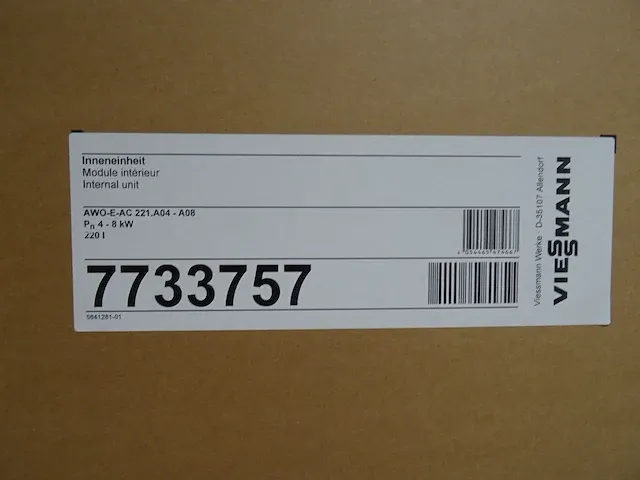 Inneneinheit
Module intérieur
Internal unit
AWO-E-AC 221.A04 - A08
Pn 4 - 8 kW
220 l
7733757
5841281-01
Viessmann Werke · D-35107 Allendorf
VIESSMANN